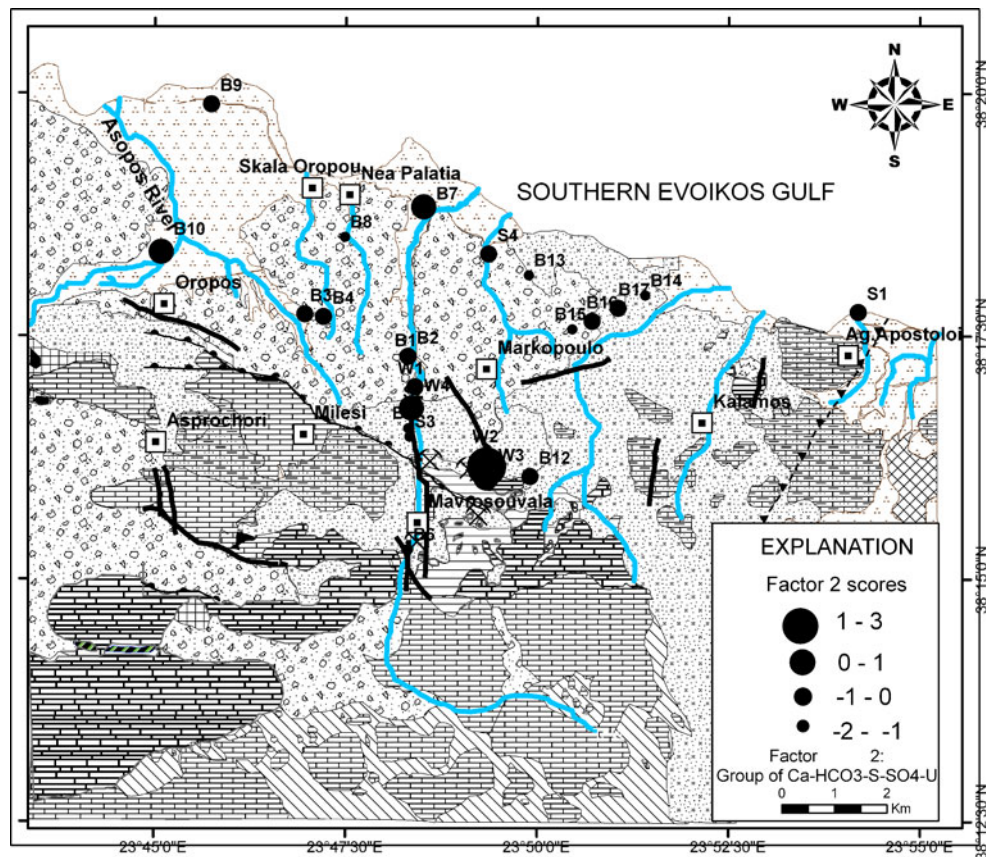 N
W E
S
38°20'0"N
38°17'30"N
38°15'0"N
38°12'30"N
B9
Asopos River
Skala Oropou
Nea Palatia
B7
SOUTHERN EVOIKOS GULF
B8
B10
S4
B13
Oropos
B3
B4
B14
B17
B16
B15
S1
Ag.Apostoloi
B1
B2
Markopoulo
W1
W4
Kalamos
Asprochori
Milesi
S3
W2
W3
B12
Mavrosouvala
EXPLANATION
Factor 2 scores
1 - 3
0 - 1
-1 - 0
-2 - -1
Factor 2:
Group of Ca-HCO3-S-SO4-U
0 1 2
Km
23°45'0"E
23°47'30"E
23°50'0"E
23°52'30"E
23°55'0"E